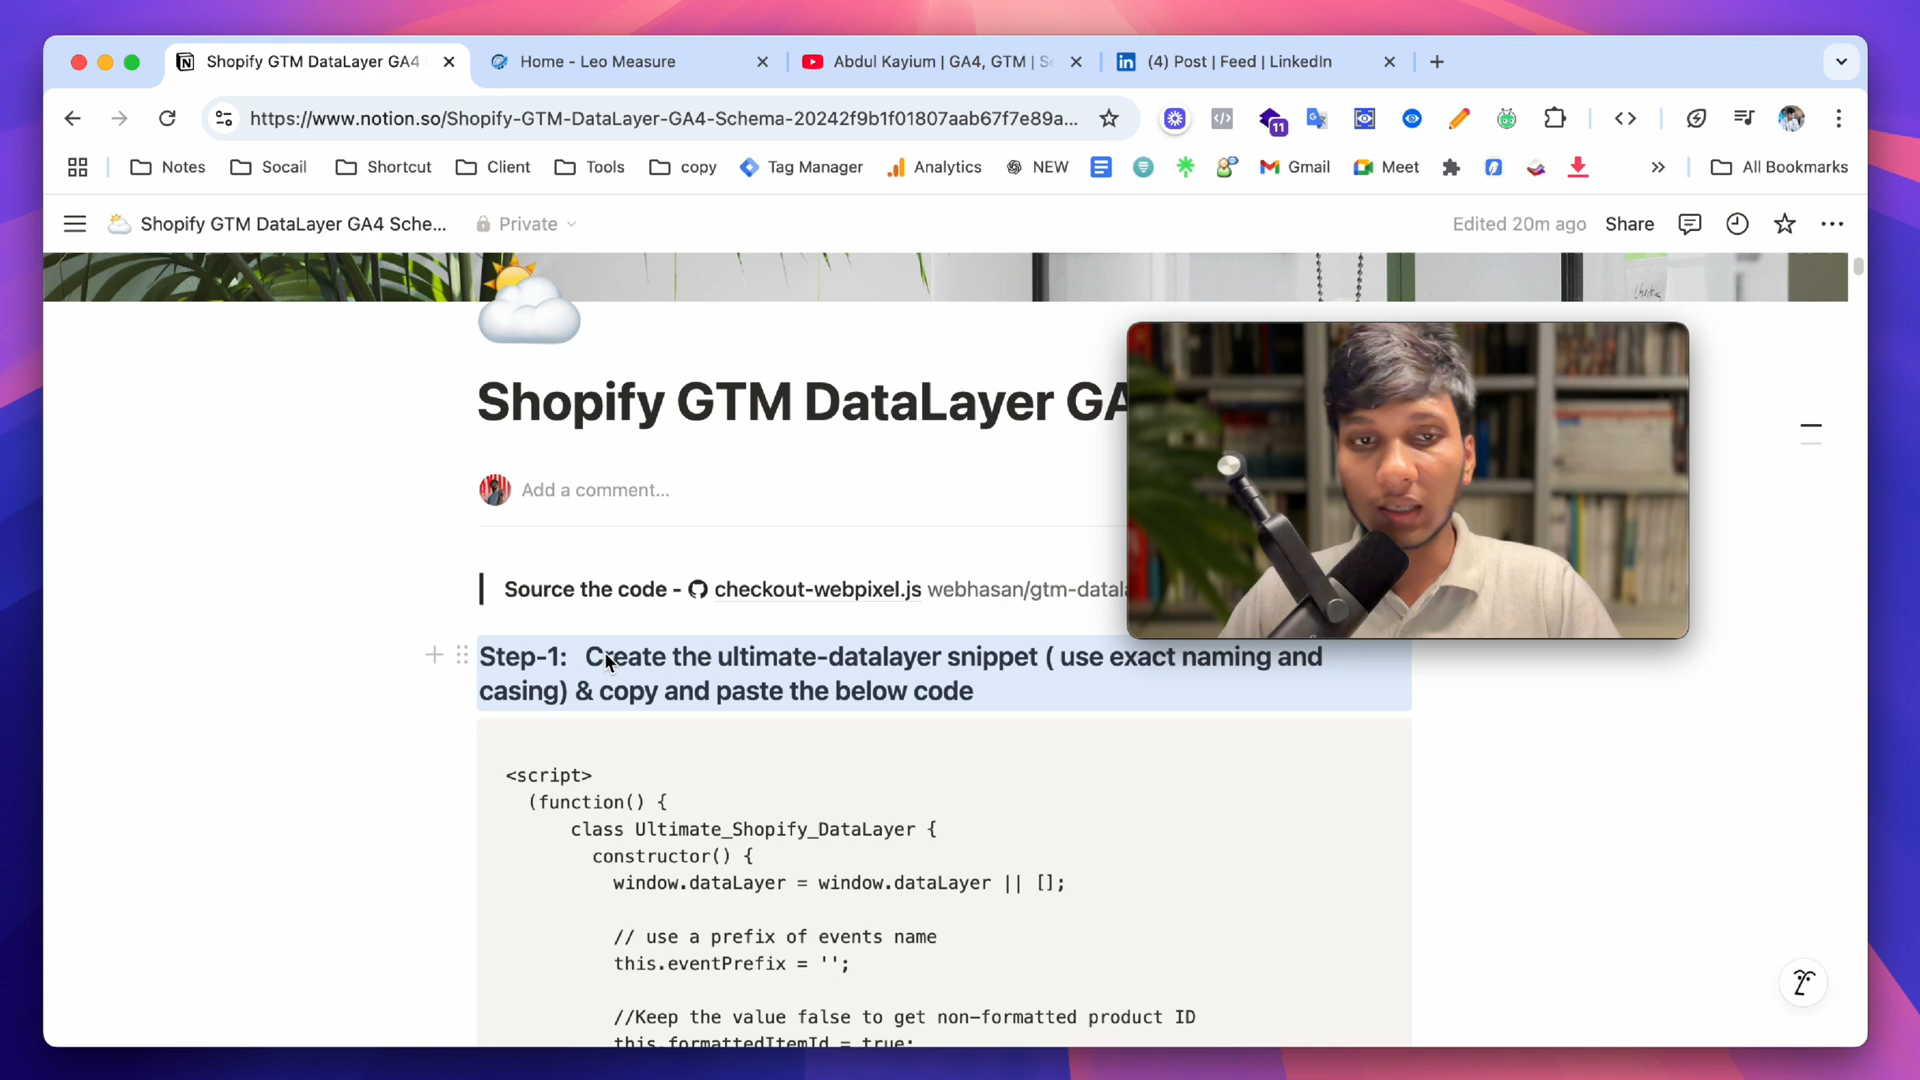 Shopify GTM DataLayer GA4
Home - Leo Measure
Abdul Kayium | GA4, GTM | S
(4) Post | Feed | LinkedIn
https://www.notion.so/Shopify-GTM-DataLayer-GA4-Schema-20242f9b1f01807aab67f7e89a...
11
Notes
Socail
Shortcut
Client
Tools
copy
Tag Manager
Analytics
NEW
Gmail
Meet
All Bookmarks
Shopify GTM DataLayer GA4 Sche...
Private
Edited 20m ago
Share
Shopify GTM DataLayer GA
Add a comment...
Source the code - checkout-webpixel.js webhasan/gtm-datal
Step-1: Create the ultimate-datalayer snippet ( use exact naming and
casing) & copy and paste the below code
<script>
(function() {
class Ultimate_Shopify_DataLayer {
constructor() {
window.dataLayer = window.dataLayer || [];
// use a prefix of events name
this.eventPrefix = '';
//Keep the value false to get non-formatted product ID
this.formattedItemId = true;